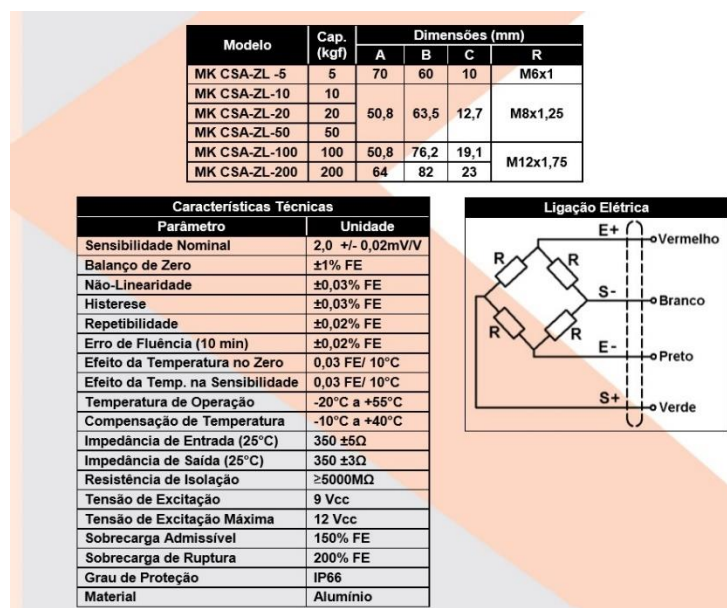 Modelo Cap. (kgf) Dimensões (mm)
A B C R
MK CSA-ZL -5 5 70 60 10 M6x1
MK CSA-ZL-10 10
MK CSA-ZL-20 20 50,8 63,5 12,7 M8x1,25
MK CSA-ZL-50 50
MK CSA-ZL-100 100 50,8 76,2 19,1 M12x1,75
MK CSA-ZL-200 200 64 82 23
Características Técnicas
Parâmetro Unidade
Sensibilidade Nominal 2,0 +/- 0,02mV/V
Balanço de Zero ±1% FE
Não-Linearidade ±0,03% FE
Histerese ±0,03% FE
Repetibilidade ±0,02% FE
Erro de Fluência (10 min) ±0,02% FE
Efeito da Temperatura no Zero 0,03 FE/ 10°C
Efeito da Temp. na Sensibilidade 0,03 FE/ 10°C
Temperatura de Operação -20°C a +55°C
Compensação de Temperatura -10°C a +40°C
Impedância de Entrada (25°C) 350 ±5Ω
Impedância de Saída (25°C) 350 ±3Ω
Resistência de Isolação ≥5000MΩ
Tensão de Excitação 9 Vcc
Tensão de Excitação Máxima 12 Vcc
Sobrecarga Admissível 150% FE
Sobrecarga de Ruptura 200% FE
Grau de Proteção IP66
Material Alumínio
Ligação Elétrica
E+ Vermelho
R R
S- Branco
R R
E- Preto
S+ Verde